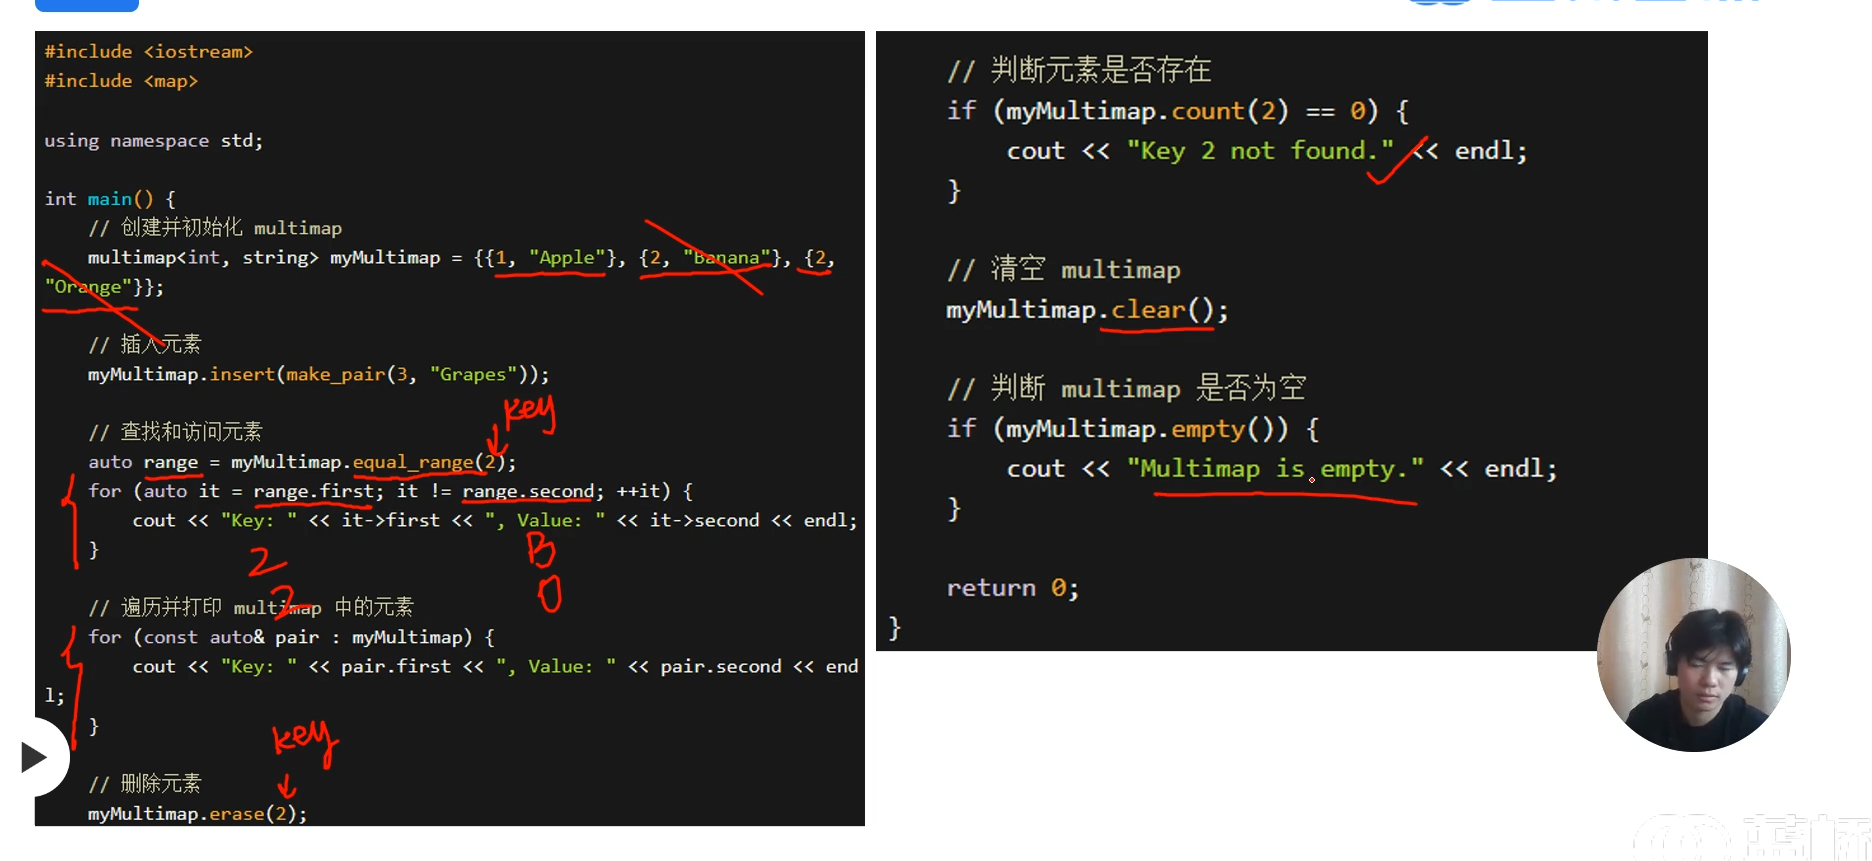 #include <iostream>
#include <map>
using namespace std;
int main() {
// 创建并初始化 multimap
multimap<int, string> myMultimap = {{1, "Apple"}, {2, "Banana"}, {2,
"Orange"}};
// 插入元素
myMultimap.insert(make_pair(3, "Grapes"));
key
// 查找和访问元素
auto range = myMultimap.equal_range(2);
for (auto it = range.first; it != range.second; ++it) {
cout << "Key: " << it->first << ", Value: " << it->second << endl;
}
2 B
2 O
// 遍历并打印 multimap 中的元素
for (const auto& pair : myMultimap) {
cout << "Key: " << pair.first << ", Value: " << pair.second << end
l;
}
key
// 删除元素
myMultimap.erase(2);
// 判断元素是否存在
if (myMultimap.count(2) == 0) {
cout << "Key 2 not found." << endl;
}
// 清空 multimap
myMultimap.clear();
// 判断 multimap 是否为空
if (myMultimap.empty()) {
cout << "Multimap is empty." << endl;
}
return 0;
}